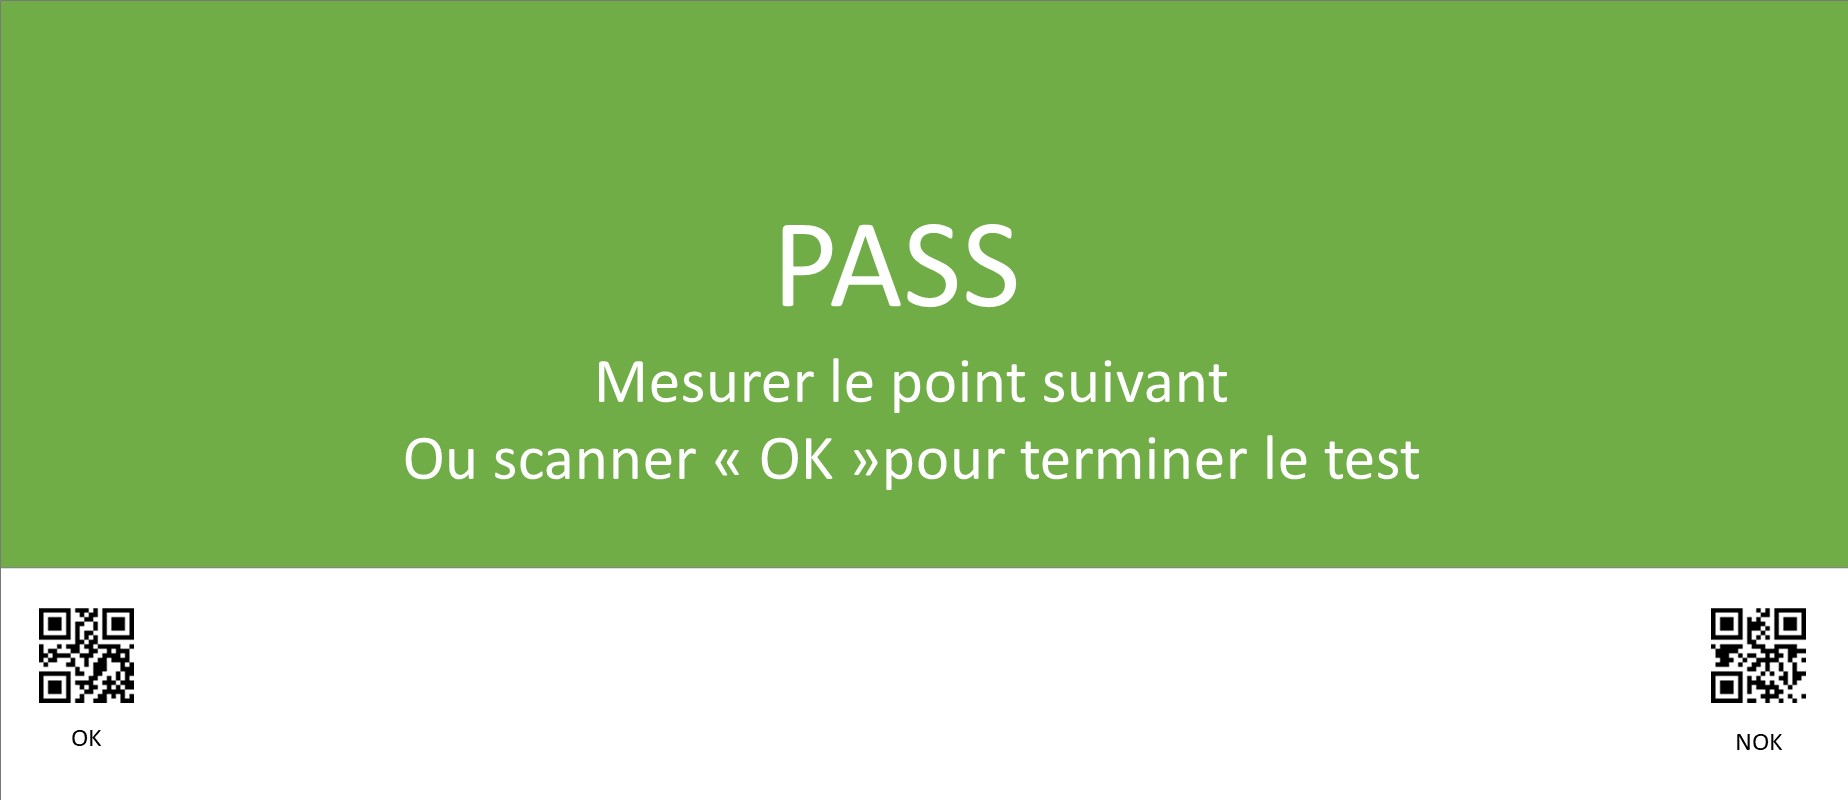 PASS
Mesurer le point suivant
Ou scanner « OK »pour terminer le test
OK
NOK